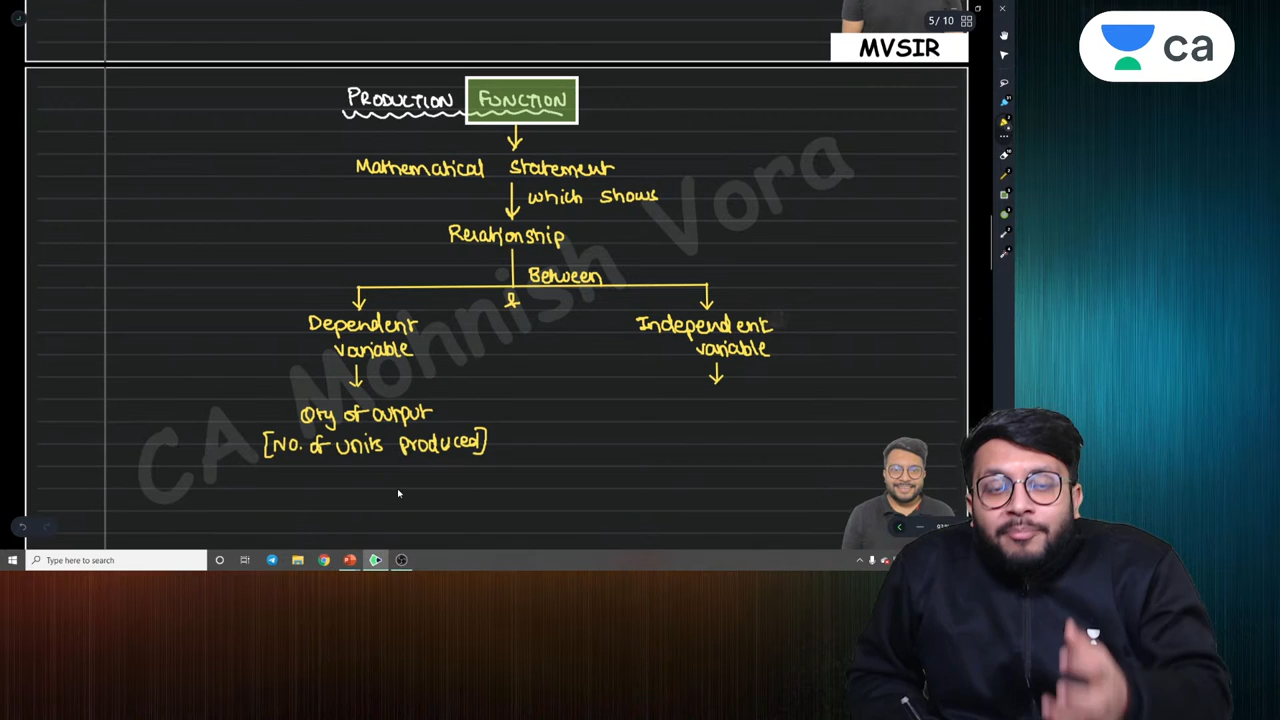 5/10
ca
MVSIR
PRODUCTION FUNCTION
Mathematical Statement
which shows
Relationship
Between
&
Dependent
variable
Independent
variable
Qty of output
[No. of units produced]
CA Mohnish Vora
Type here to search